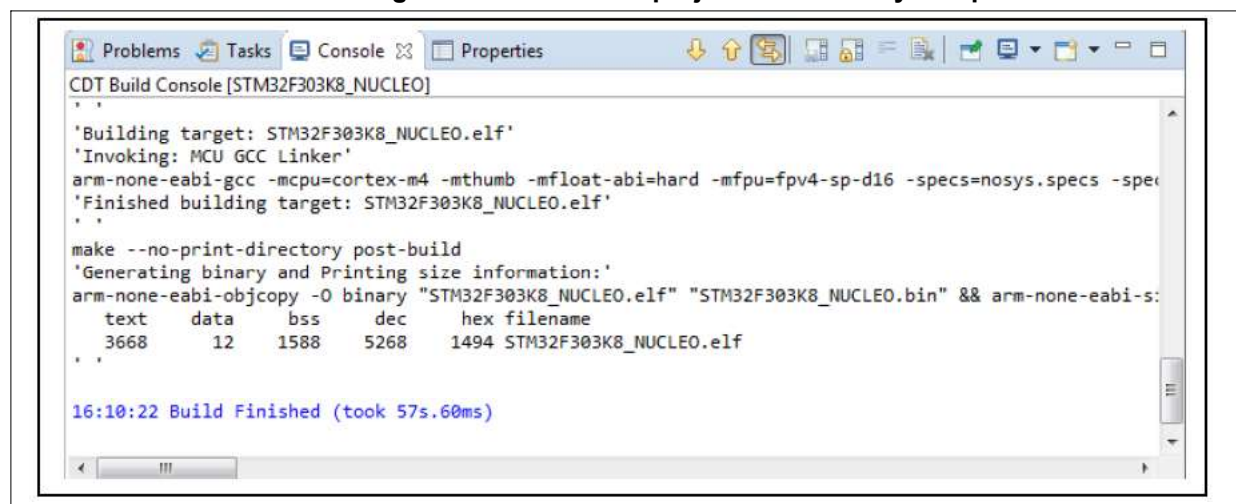 Problems Tasks Console Properties
CDT Build Console [STM32F303K8_NUCLEO]
' '
'Building target: STM32F303K8_NUCLEO.elf'
'Invoking: MCU GCC Linker'
arm-none-eabi-gcc -mcpu=cortex-m4 -mthumb -mfloat-abi=hard -mfpu=fpv4-sp-d16 -specs=nosys.specs -spec
'Finished building target: STM32F303K8_NUCLEO.elf'
' '
make --no-print-directory post-build
'Generating binary and Printing size information:'
arm-none-eabi-objcopy -O binary "STM32F303K8_NUCLEO.elf" "STM32F303K8_NUCLEO.bin" && arm-none-eabi-s
text data bss dec hex filename
3668 12 1588 5268 1494 STM32F303K8_NUCLEO.elf
' '
16:10:22 Build Finished (took 57s.60ms)